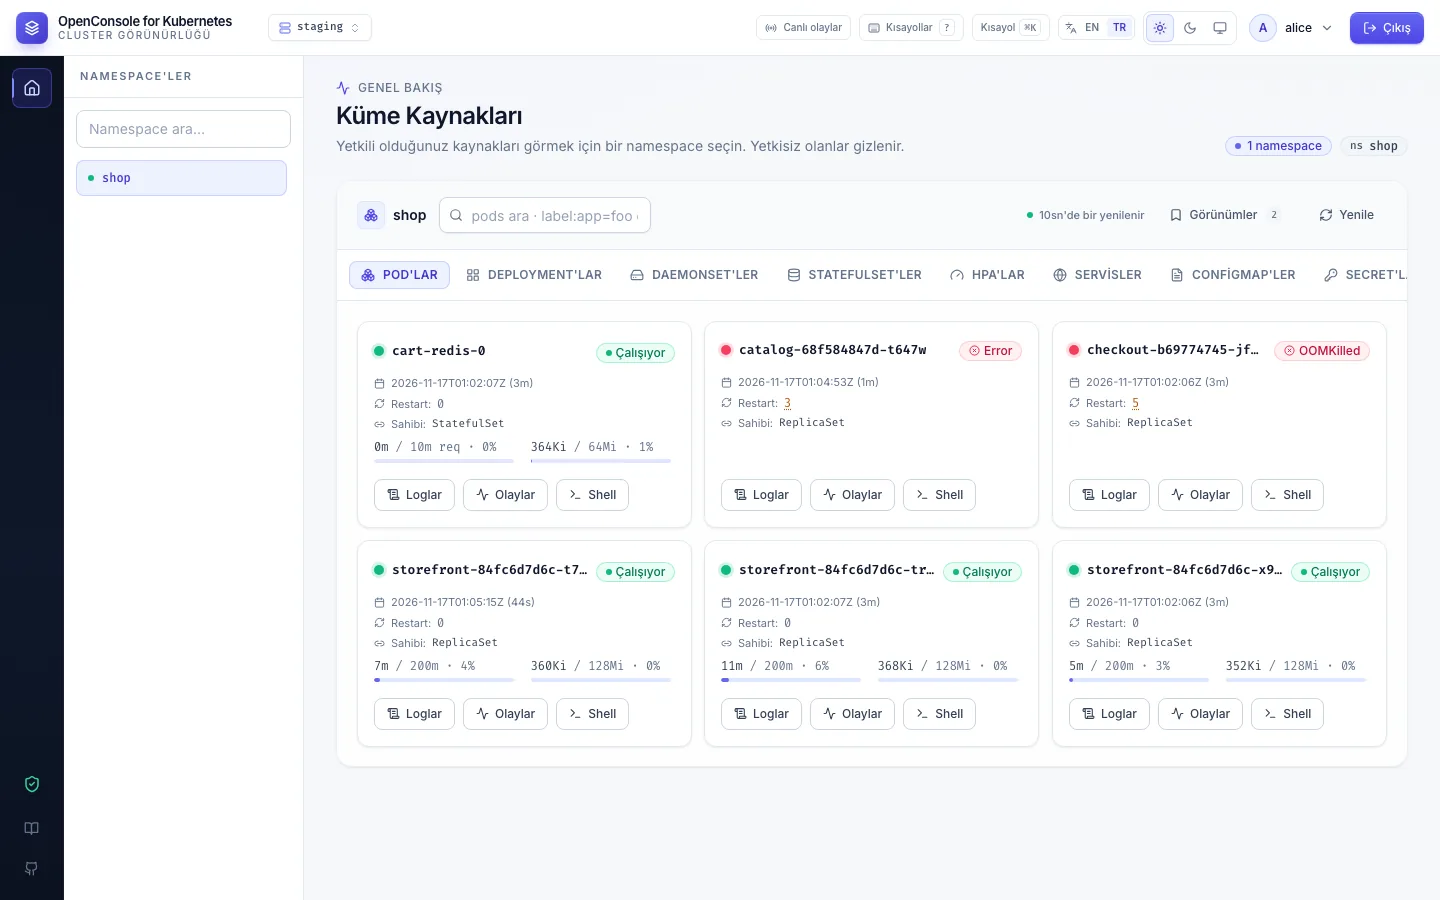 OpenConsole for Kubernetes
CLUSTER GÖRÜNÜRLÜĞÜ
staging
Canlı olaylar
Kısayollar ?
Kısayol ⌘K
EN TR
A alice
Çıkış
NAMESPACE'LER
Namespace ara...
shop
GENEL BAKIŞ
Küme Kaynakları
Yetkili olduğunuz kaynakları görmek için bir namespace seçin. Yetkisiz olanlar gizlenir.
1 namespace
ns shop
shop
pods ara · label:app=foo
10sn'de bir yenilenir
Görünümler 2
Yenile
POD'LAR
DEPLOYMENT'LAR
DAEMONSET'LER
STATEFULSET'LER
HPA'LAR
SERVİSLER
CONFİGMAP'LER
SECRET'L
cart-redis-0
Çalışıyor
2026-11-17T01:02:07Z (3m)
Restart: 0
Sahibi: StatefulSet
0m / 10m req · 0%
364Ki / 64Mi · 1%
Loglar
Olaylar
Shell
catalog-68f584847d-t647w
Error
2026-11-17T01:04:53Z (1m)
Restart: 3
Sahibi: ReplicaSet
Loglar
Olaylar
Shell
checkout-b69774745-jf…
OOMKilled
2026-11-17T01:02:06Z (3m)
Restart: 5
Sahibi: ReplicaSet
Loglar
Olaylar
Shell
storefront-84fc6d7d6c-t7…
Çalışıyor
2026-11-17T01:05:15Z (44s)
Restart: 0
Sahibi: ReplicaSet
7m / 200m · 4%
360Ki / 128Mi · 0%
Loglar
Olaylar
Shell
storefront-84fc6d7d6c-tr…
Çalışıyor
2026-11-17T01:02:07Z (3m)
Restart: 0
Sahibi: ReplicaSet
11m / 200m · 6%
368Ki / 128Mi · 0%
Loglar
Olaylar
Shell
storefront-84fc6d7d6c-x9…
Çalışıyor
2026-11-17T01:02:06Z (3m)
Restart: 0
Sahibi: ReplicaSet
5m / 200m · 3%
352Ki / 128Mi · 0%
Loglar
Olaylar
Shell